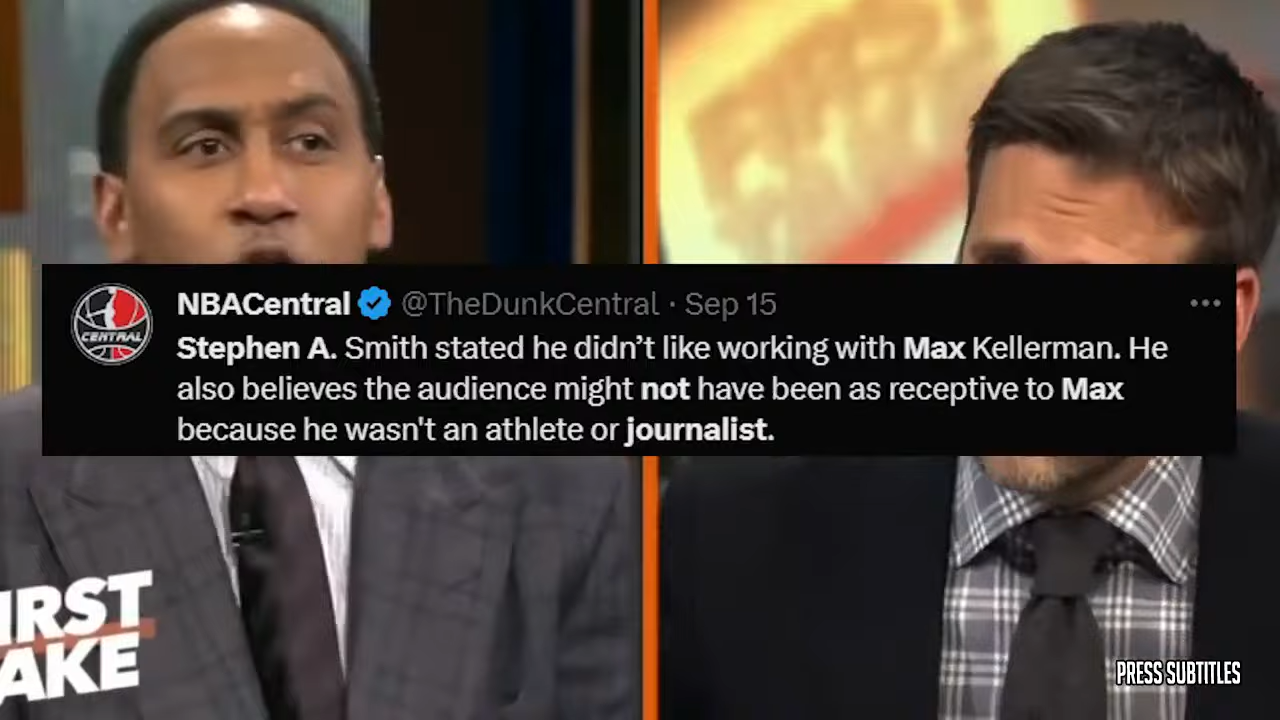 NBACentral @TheDunkCentral · Sep 15
Stephen A. Smith stated he didn’t like working with Max Kellerman. He
also believes the audience might not have been as receptive to Max
because he wasn't an athlete or journalist.
CENTRAL
IRST
AKE
PRESS SUBTITLES